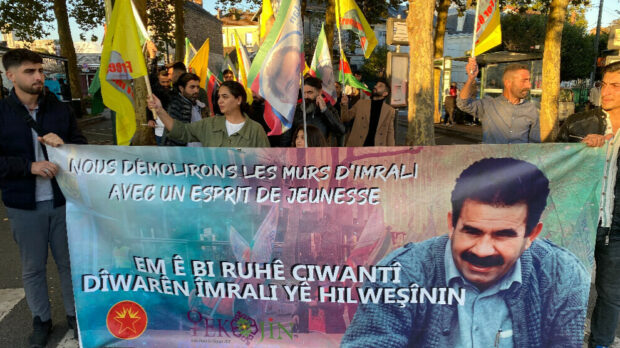 NOUS DÉMOLIRONS LES MURS D'IMRALI
AVEC UN ESPRIT DE JEUNESSE
EM Ê BI RUHÊ CIWANTÎ
DÎWARÊN ÎMRALI YÊ HILWEŞÎNIN